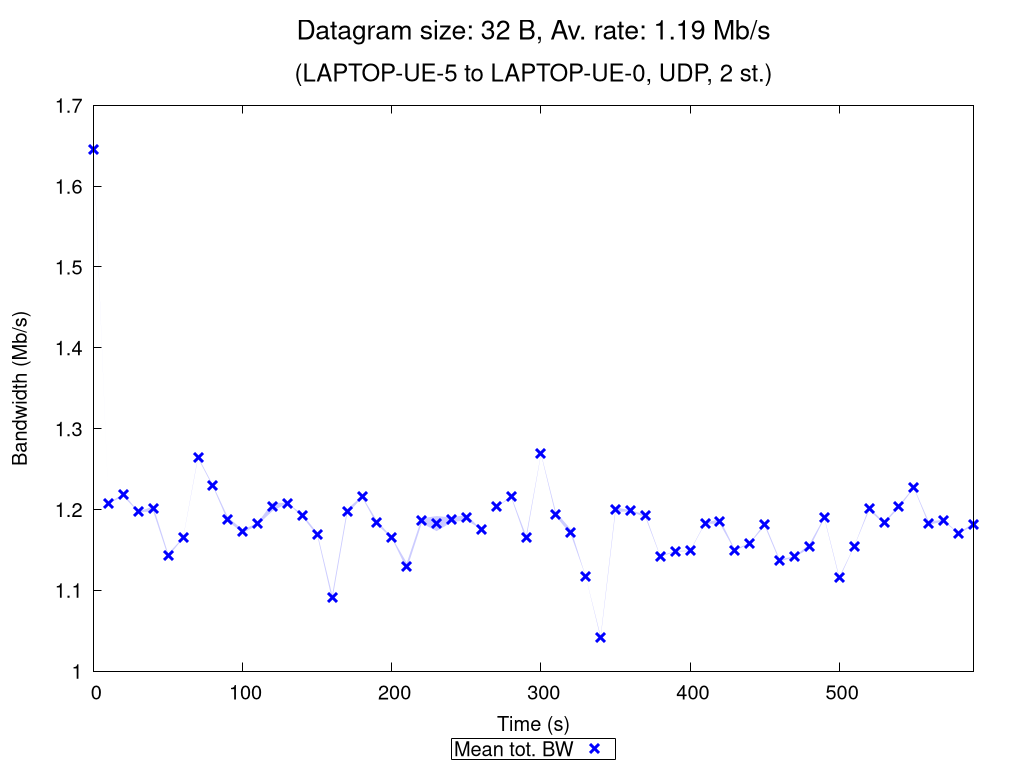 Datagram size: 32 B, Av. rate: 1.19 Mb/s
(LAPTOP-UE-5 to LAPTOP-UE-0, UDP, 2 st.)
1.7
1.6
1.5
1.4
1.3
1.2
1.1
1
Bandwidth (Mb/s)
0 100 200 300 400 500
Time (s)
Mean tot. BW